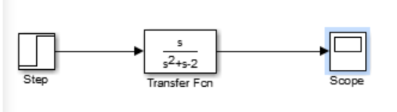 s
s²+s-2
Step
Transfer Fcn
Scope